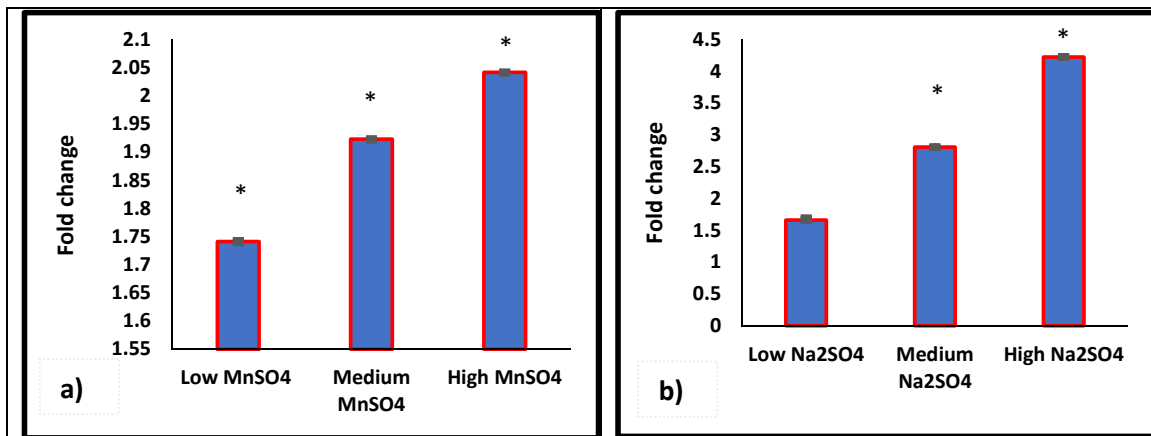 Fold change
2.1
2.05
2
1.95
1.9
1.85
1.8
1.75
1.7
1.65
1.6
1.55
*
*
*
Low MnSO4
Medium
MnSO4
High MnSO4
a)
Fold change
4.5
4
3.5
3
2.5
2
1.5
1
0.5
0
*
*
Low Na2SO4
Medium
Na2SO4
High Na2SO4
b)